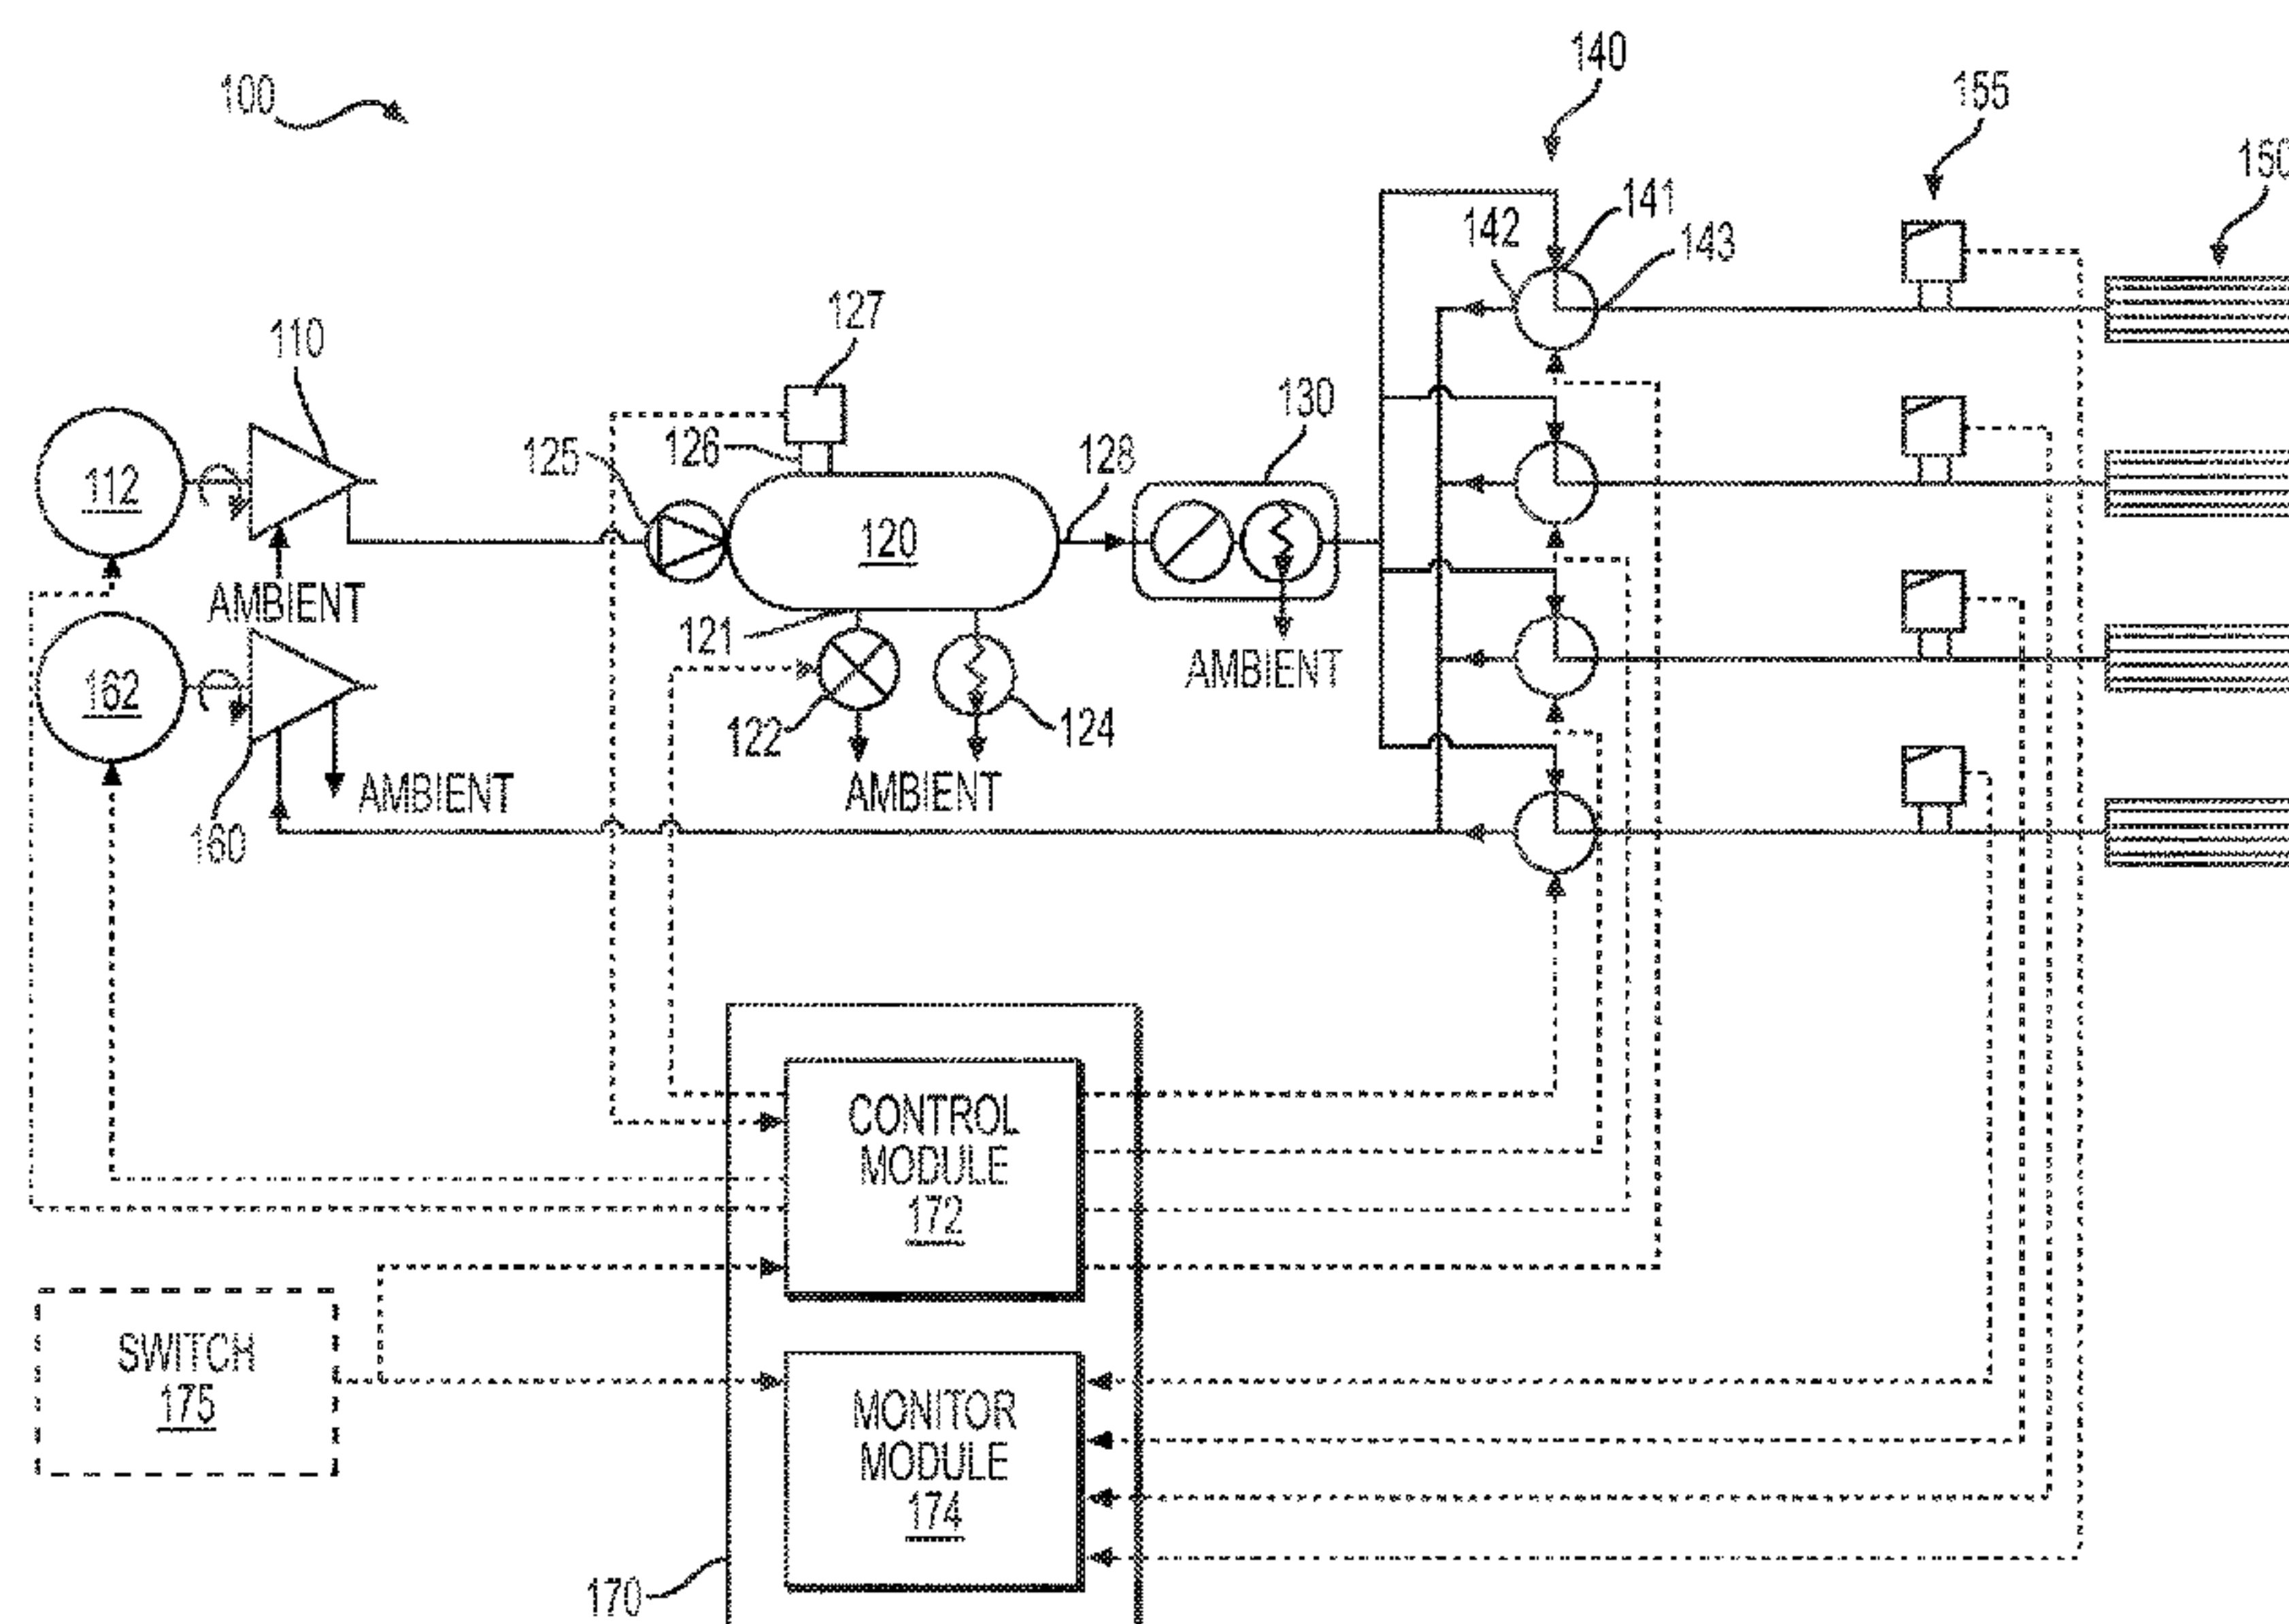 140
155
100
150
141
142
143
110
127
130
126
125
128
112
120
AMBIENT
121
AMBIENT
162
122
124
AMBIENT
AMBIENT
160
CONTROL
MODULE
172
SWITCH
175
MONITOR
MODULE
174
170